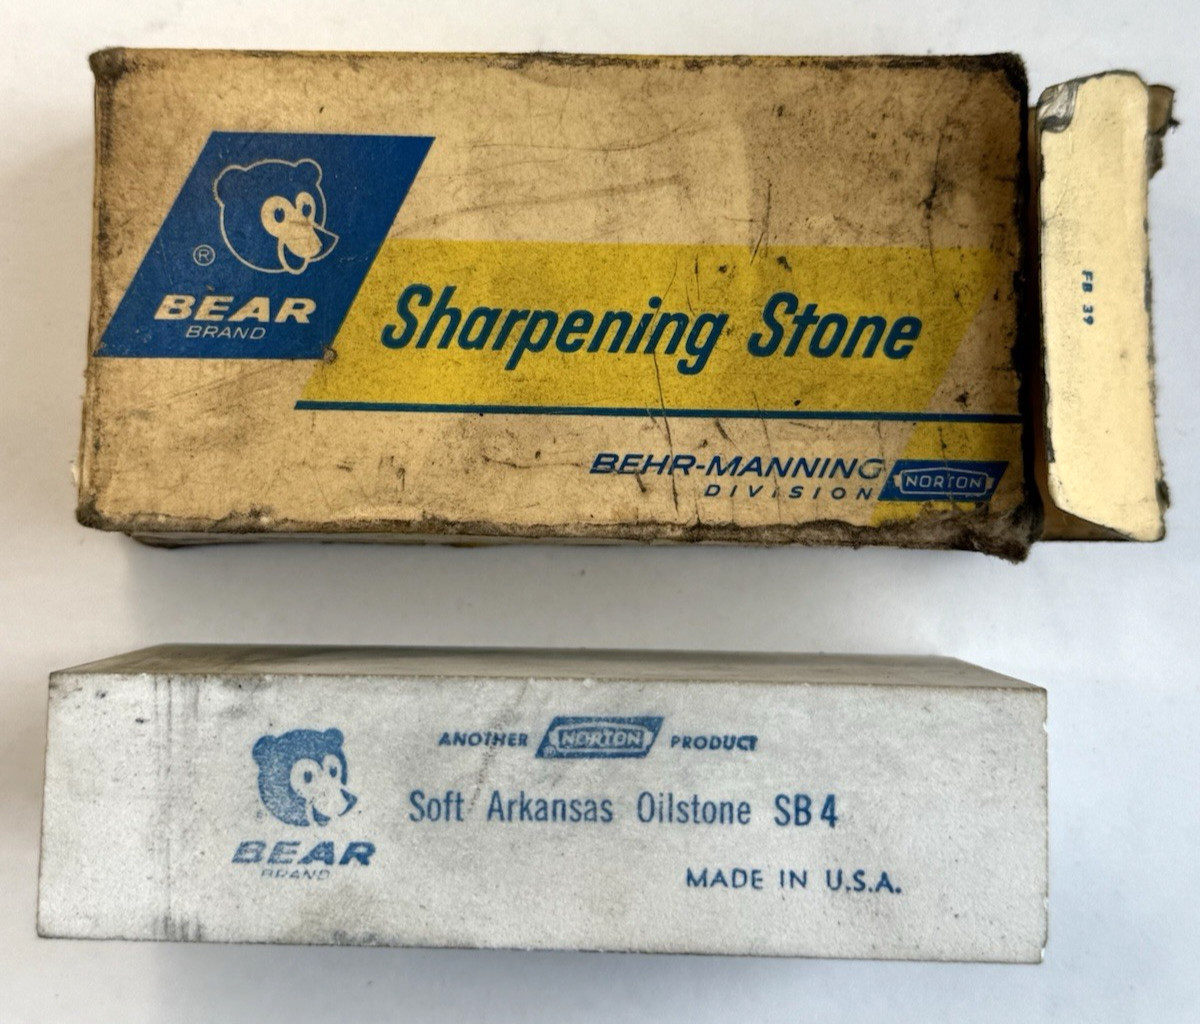 ®
BEAR
BRAND
Sharpening Stone
BEHR-MANNING
DIVISION
NORTON
FB 39
ANOTHER NORTON PRODUCT
Soft Arkansas Oilstone SB4
BEAR
BRAND
MADE IN U.S.A.